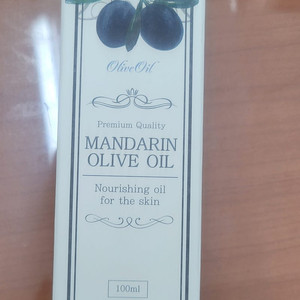 Olive Oil
Premium Quality
MANDARIN
OLIVE OIL
Nourishing oil
for the skin
100ml